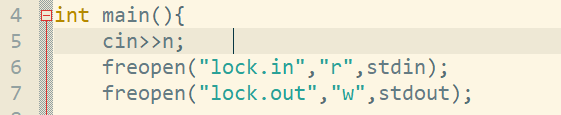 4 int main(){
5 cin>>n;
6 freopen("lock.in","r",stdin);
7 freopen("lock.out","w",stdout);